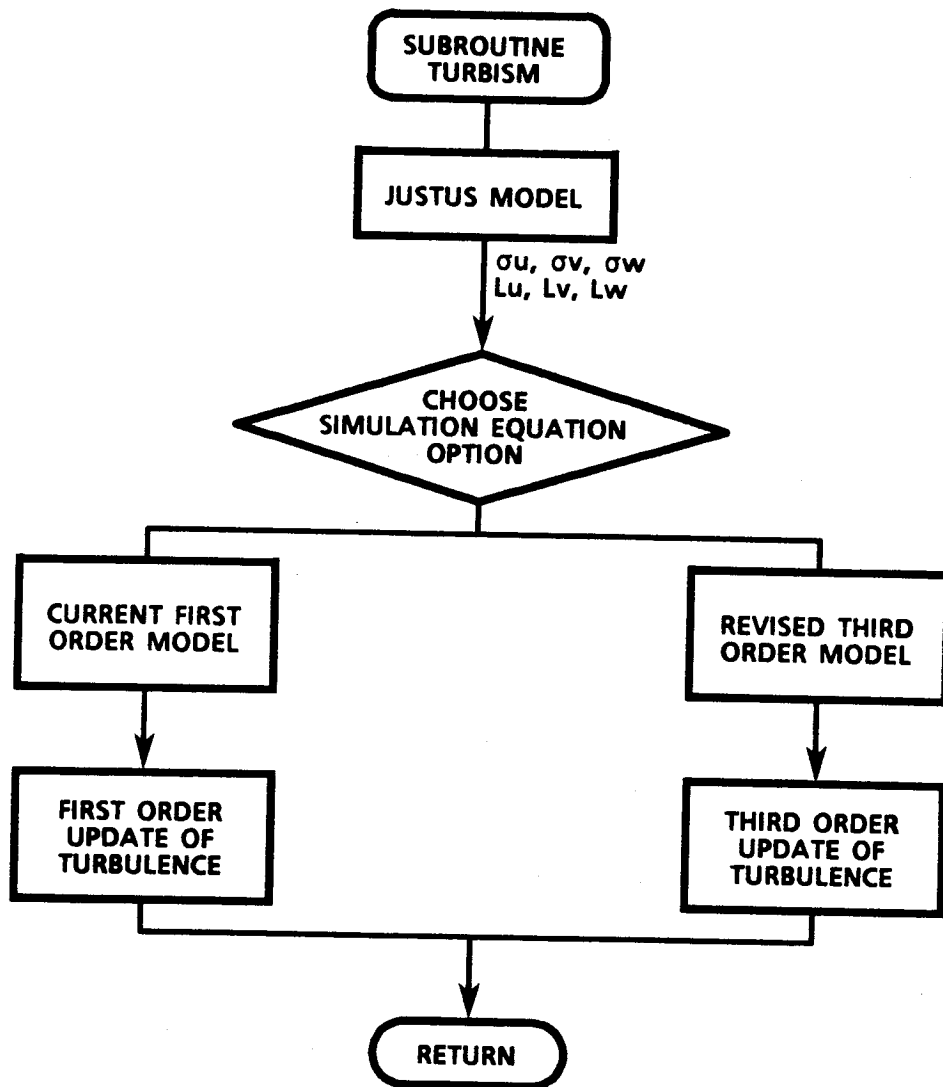 SUBROUTINE
TURBISM
JUSTUS MODEL
σu, σv, σw
Lu, Lv, Lw
CHOOSE
SIMULATION EQUATION
OPTION
CURRENT FIRST
ORDER MODEL
REVISED THIRD
ORDER MODEL
FIRST ORDER
UPDATE OF
TURBULENCE
THIRD ORDER
UPDATE OF
TURBULENCE
RETURN